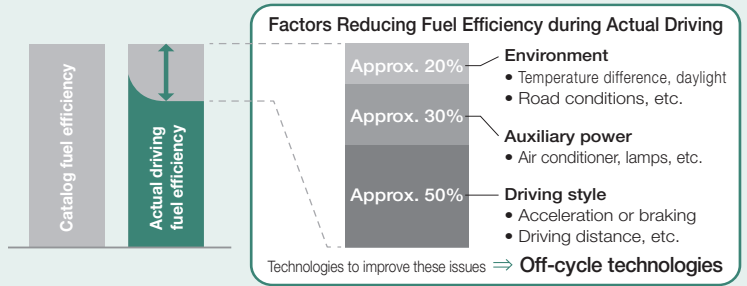 Catalog fuel efficiency
Actual driving
fuel efficiency
Factors Reducing Fuel Efficiency during Actual Driving
Approx. 20%
Environment
• Temperature difference, daylight
• Road conditions, etc.
Approx. 30%
Auxiliary power
• Air conditioner, lamps, etc.
Approx. 50%
Driving style
• Acceleration or braking
• Driving distance, etc.
Technologies to improve these issues ⇒ Off-cycle technologies